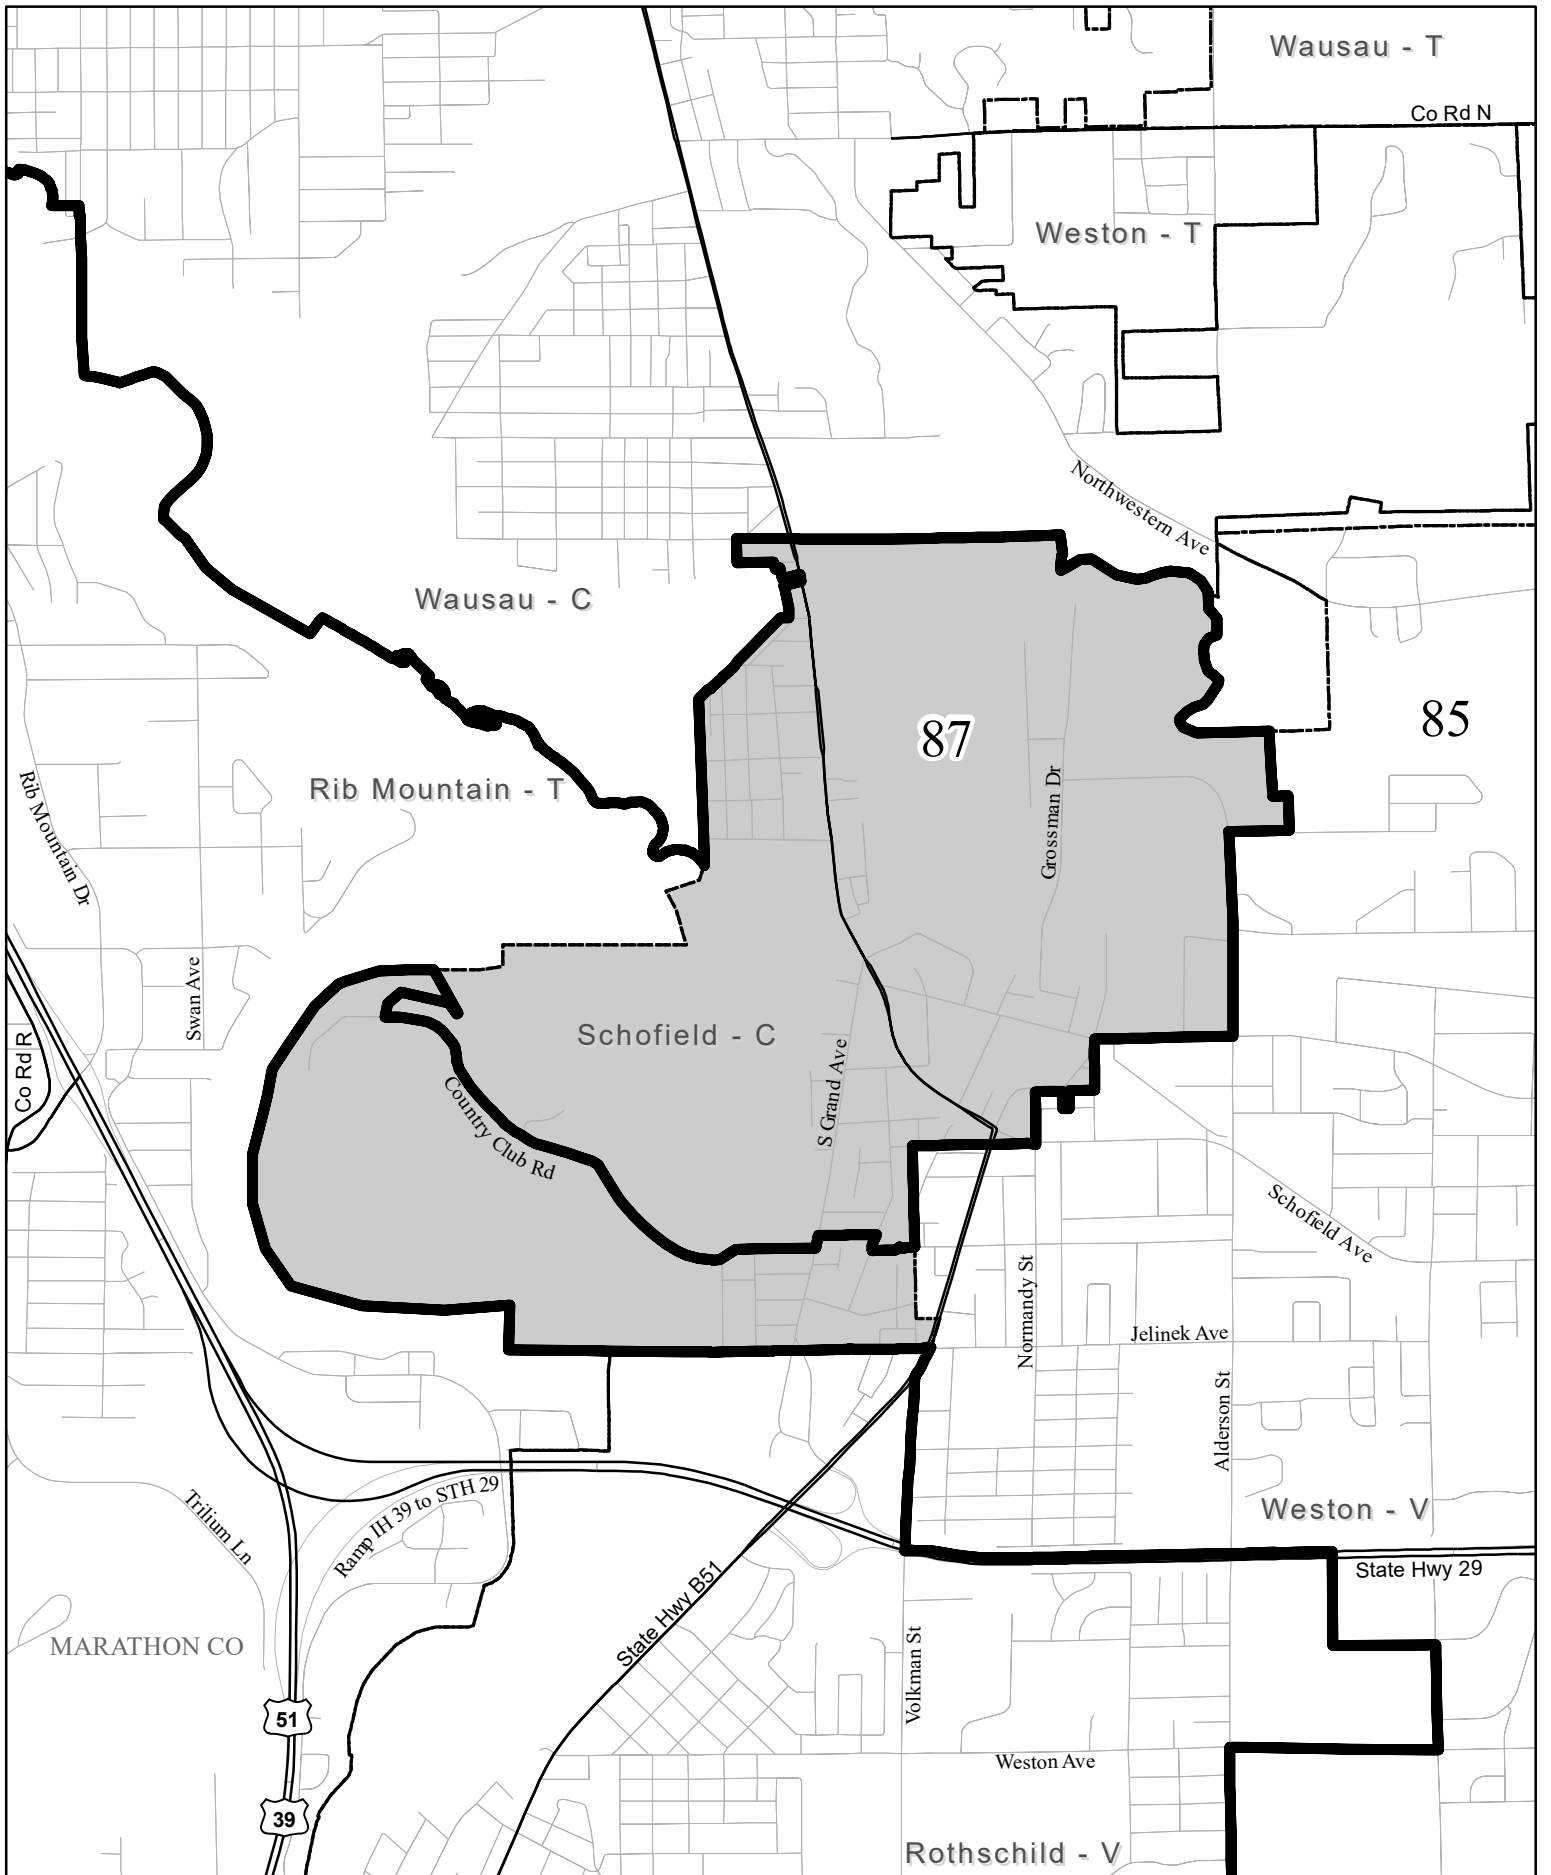 Wausau - T
Co Rd N
Weston - T
Northwestern Ave
Wausau - C
87
85
Rib Mountain - T
Rib Mountain Dr
Grossman Dr
Swan Ave
Co Rd R
Schofield - C
S Grand Ave
Country Club Rd
Schofield Ave
Normandy St
Jelinek Ave
Alderson St
Ramp IH 39 to STH 29
Trilium Ln
Weston - V
State Hwy 29
State Hwy B51
MARATHON CO
Volkman St
51
Weston Ave
39
Rothschild - V